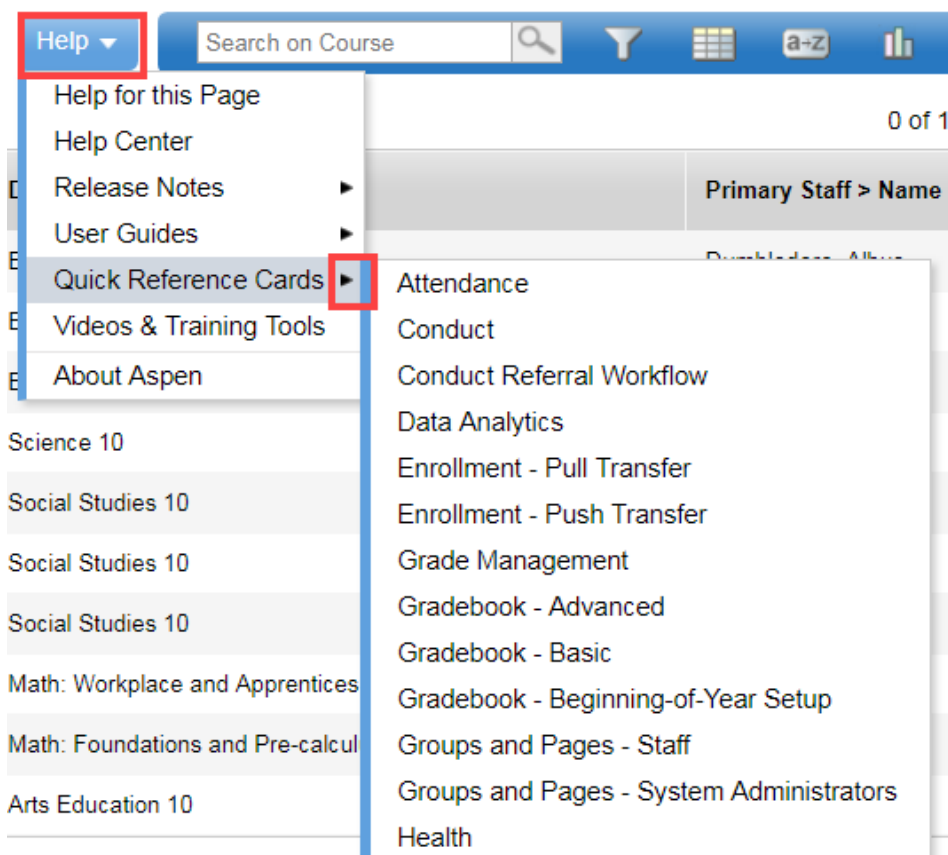 Help
Search on Course
a-z
Help for this Page
Help Center
0 of 1
Release Notes
Primary Staff > Name
User Guides
Quick Reference Cards
Attendance
Videos & Training Tools
Conduct
About Aspen
Conduct Referral Workflow
Data Analytics
Science 10
Enrollment - Pull Transfer
Social Studies 10
Enrollment - Push Transfer
Social Studies 10
Grade Management
Gradebook - Advanced
Social Studies 10
Gradebook - Basic
Math: Workplace and Apprentices
Gradebook - Beginning-of-Year Setup
Math: Foundations and Pre-calcul
Groups and Pages - Staff
Arts Education 10
Groups and Pages - System Administrators
Health